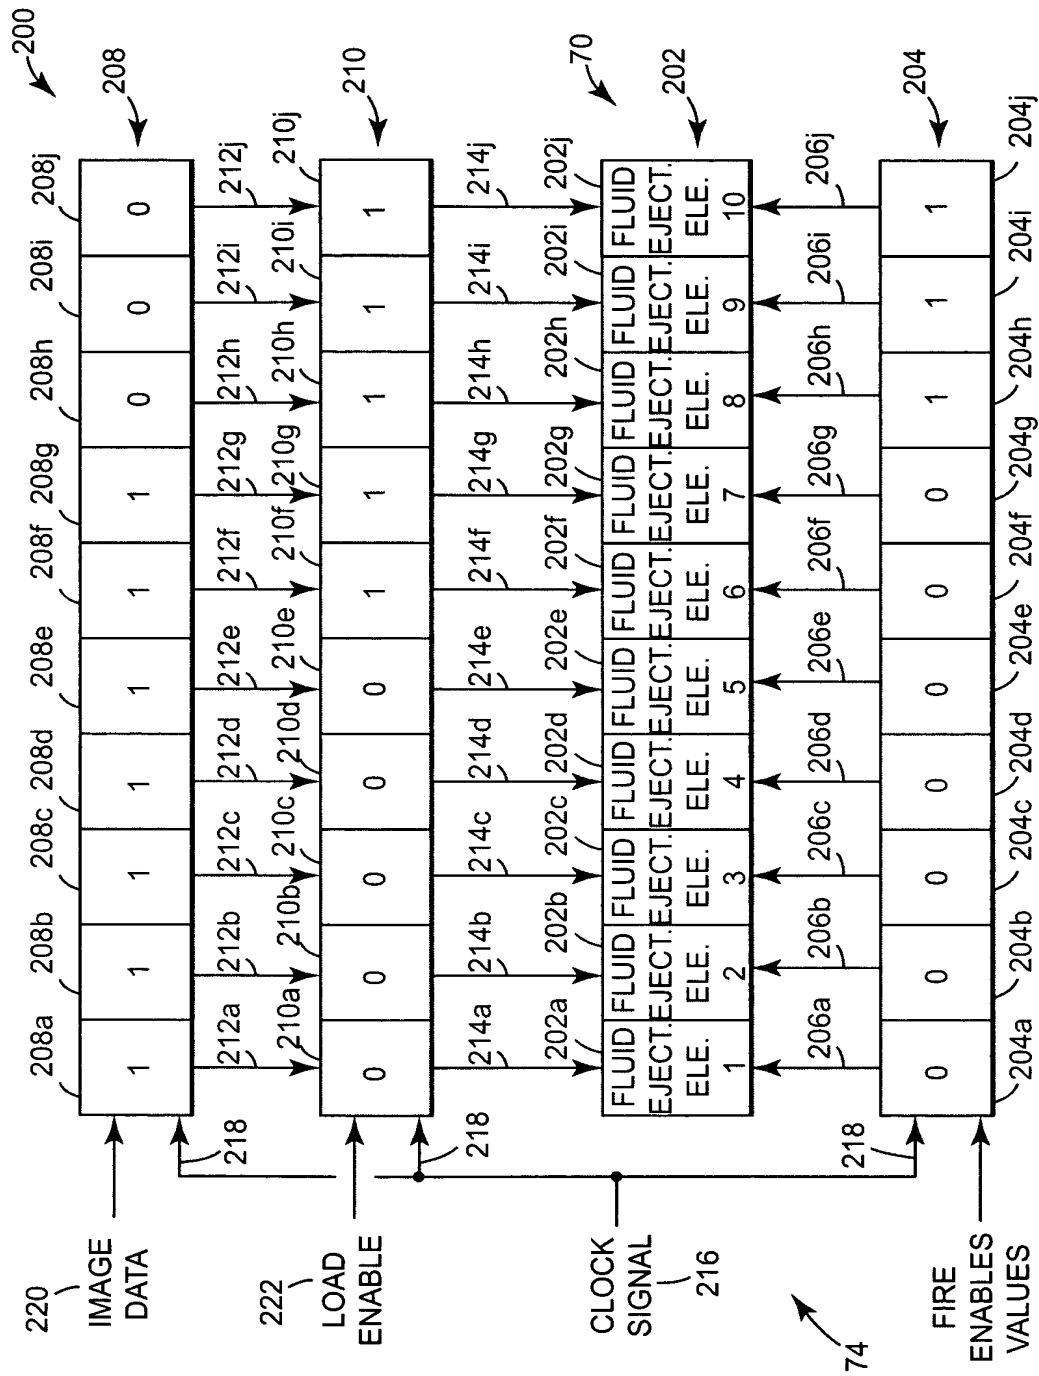 200
208a 208b 208c 208d 208e 208f 208g 208h 208i 208j
208
220
IMAGE
DATA
1 1 1 1 1 1 1 0 0 0
218
212a 212b 212c 212d 212e 212f 212g 212h 212i 212j
210a 210b 210c 210d 210e 210f 210g 210h 210i 210j
210
222
LOAD
ENABLE
0 0 0 0 0 1 1 1 1 1
218
214a 214b 214c 214d 214e 214f 214g 214h 214i 214j
70
202a 202b 202c 202d 202e 202f 202g 202h 202i 202j
202
CLOCK
SIGNAL
216
FLUID FLUID FLUID FLUID FLUID FLUID FLUID FLUID FLUID FLUID
EJECT. EJECT. EJECT. EJECT. EJECT. EJECT. EJECT. EJECT. EJECT. EJECT.
ELE. ELE. ELE. ELE. ELE. ELE. ELE. ELE. ELE. ELE.
1 2 3 4 5 6 7 8 9 10
206a 206b 206c 206d 206e 206f 206g 206h 206i 206j
218
204
0 0 0 0 0 0 0 1 1 1
74
FIRE
ENABLES
VALUES
204a 204b 204c 204d 204e 204f 204g 204h 204i 204j